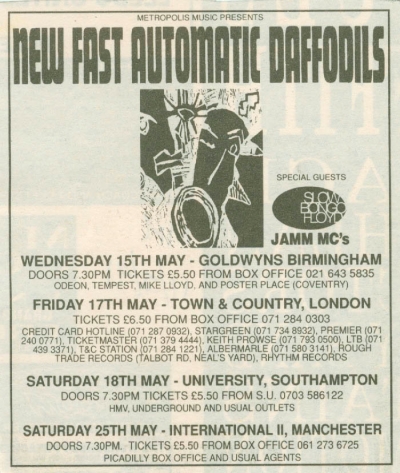 METROPOLIS MUSIC PRESENTS
NEW FAST AUTOMATIC DAFFODILS
SPECIAL GUESTS
SLOW
BONGO
FLOYD
JAMM MC's
WEDNESDAY 15TH MAY - GOLDWYNS BIRMINGHAM
DOORS 7.30PM TICKETS £5.50 FROM BOX OFFICE 021 643 5835
ODEON, TEMPEST, MIKE LLOYD. AND POSTER PLACE (COVENTRY)
FRIDAY 17TH MAY - TOWN & COUNTRY, LONDON
TICKETS £6.50 FROM BOX OFFICE 071 284 0303
CREDIT CARD HOTLINE (071 287 0932), STARGREEN (071 734 8932), PREMIER (071
240 0771), TICKETMASTER (071 379 4444), KEITH PROWSE (071 793 0500), LTB (071
439 3371), T&C STATION (071 284 1221), ALBERMARLE (071 580 3141), ROUGH
TRADE RECORDS (TALBOT RD, NEAL'S YARD), RHYTHM RECORDS
SATURDAY 18TH MAY - UNIVERSITY, SOUTHAMPTON
DOORS 7.30PM TICKETS £5.50 FROM S.U. 0703 586122
HMV, UNDERGROUND AND USUAL OUTLETS
SATURDAY 25TH MAY - INTERNATIONAL II, MANCHESTER
DOORS 7.30PM. TICKETS £5.50 FROM BOX OFFICE 061 273 6725
PICADILLY BOX OFFICE AND USUAL AGENTS